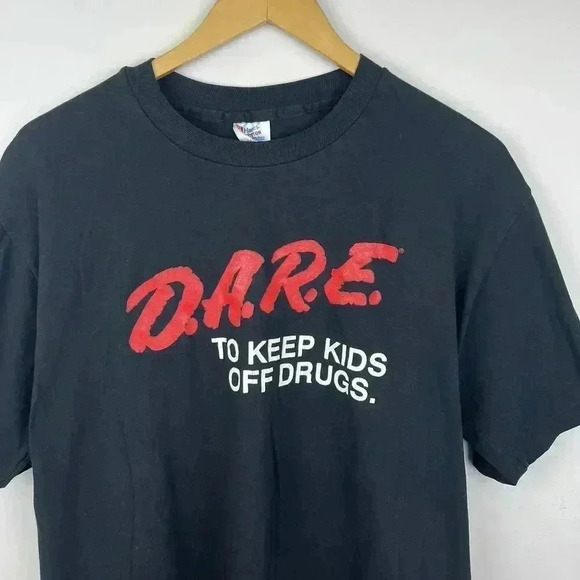 D.A.R.E.®
TO KEEP KIDS
OFF DRUGS.